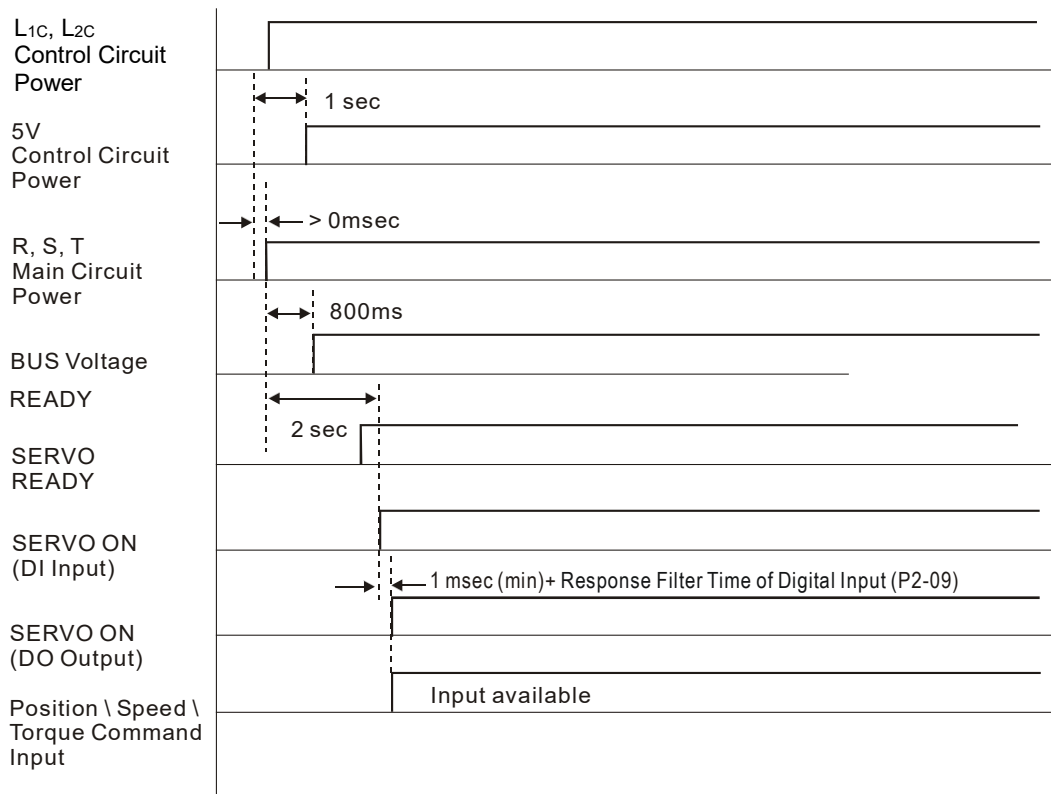 L1C, L2C
Control Circuit
Power
1 sec
5V
Control Circuit
Power
> 0msec
R, S, T
Main Circuit
Power
800ms
BUS Voltage
READY
2 sec
SERVO
READY
SERVO ON
(DI Input)
1 msec (min)+ Response Filter Time of Digital Input (P2-09)
SERVO ON
(DO Output)
Input available
Position \ Speed \
Torque Command
Input